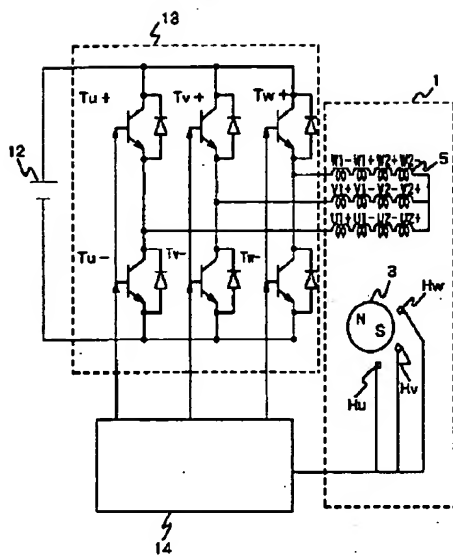 13
Tu+ Tv+ Tw+
1
12
W1- W1+ W2+ W2-
5
V1+ V1- V2- V2+
U1+ U1- U2- U2+
Tu- Tv- Tw-
3
Hw
N
S
Hu
Hv
14